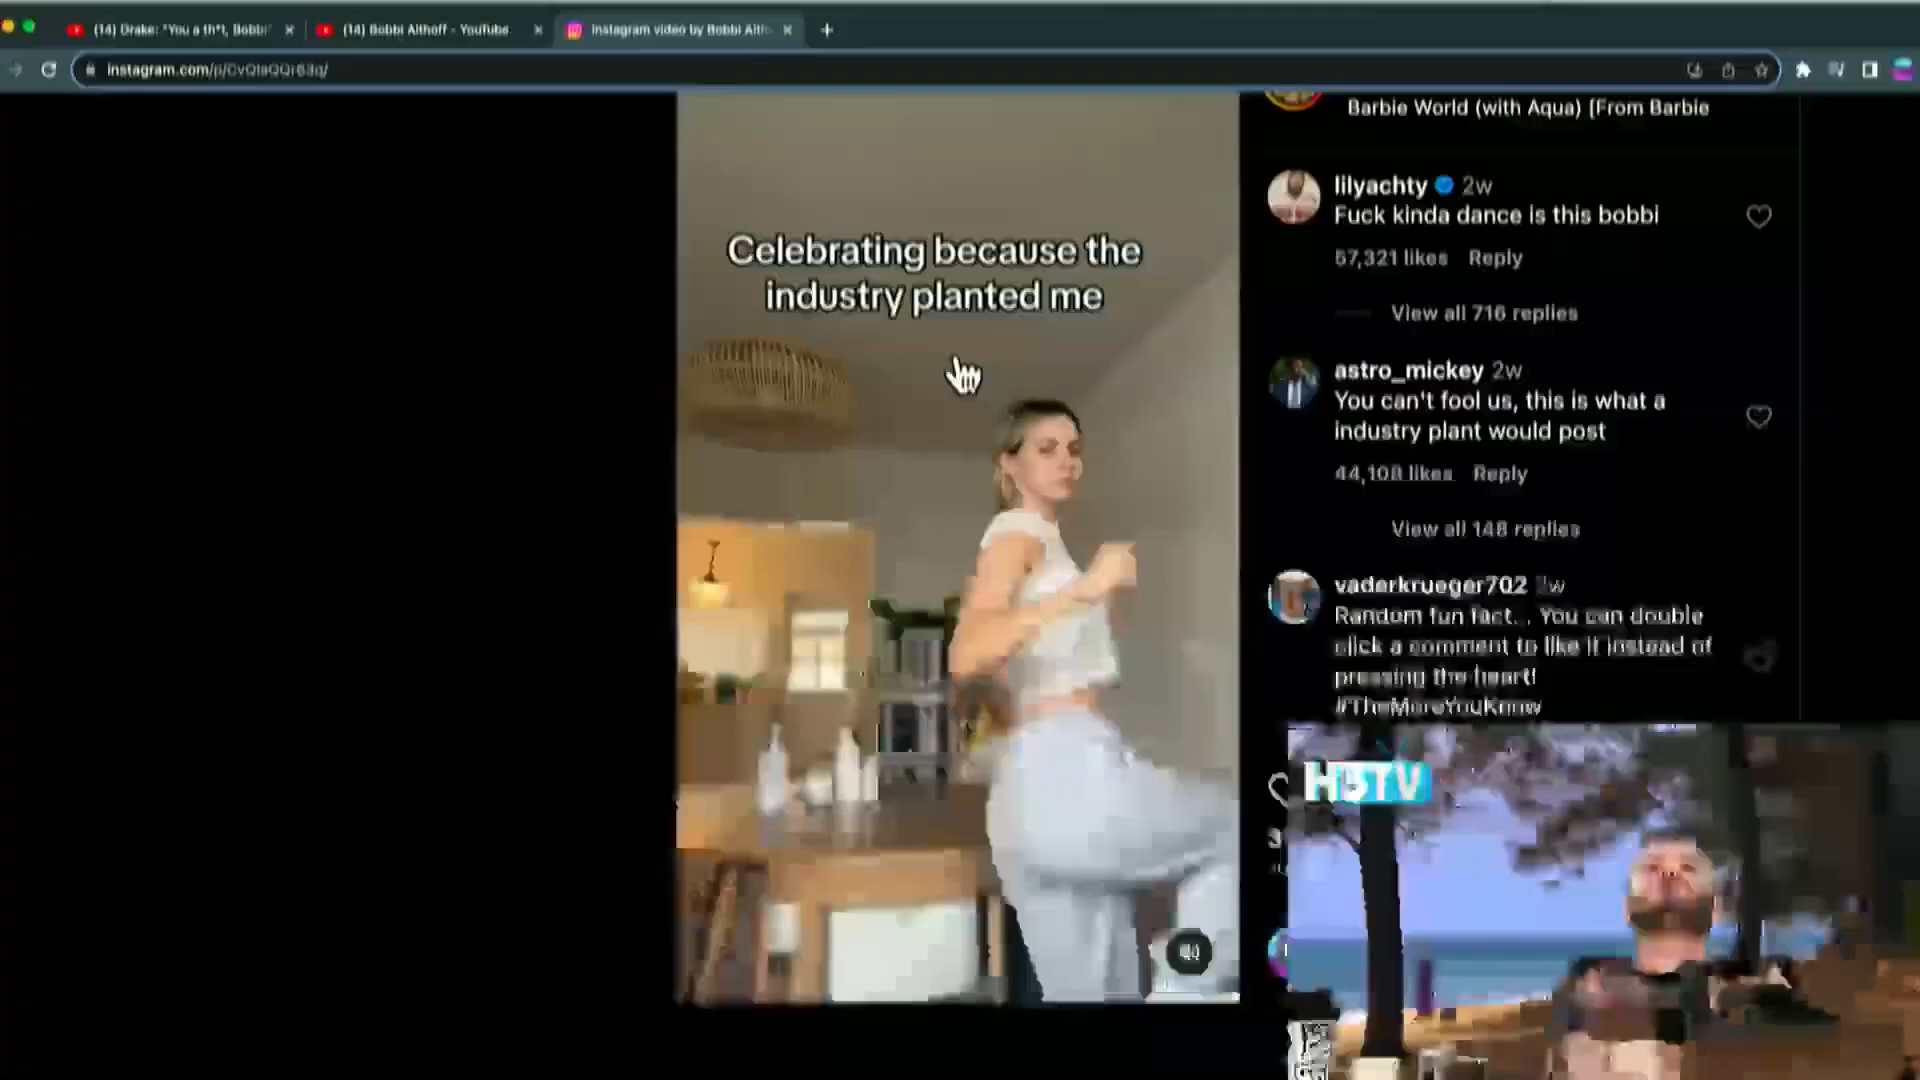 (14) Drake: "You a th*t, Bobbi"
(14) Bobbi Althoff - YouTube
Instagram video by Bobbi Alth
instagram.com/p/
Barbie World (with Aqua) [From Barbie
Celebrating because the
industry planted me
lilyachty 2w
Fuck kinda dance is this bobbi
57,321 likes Reply
View all 716 replies
astro_mickey 2w
You can't fool us, this is what a
industry plant would post
44,108 likes Reply
View all 148 replies
vaderkrueger702
Random fun fact. . You can double
click a comment to like it instead of
pressing the heart!
#TheMoreYouKnow
H3TV